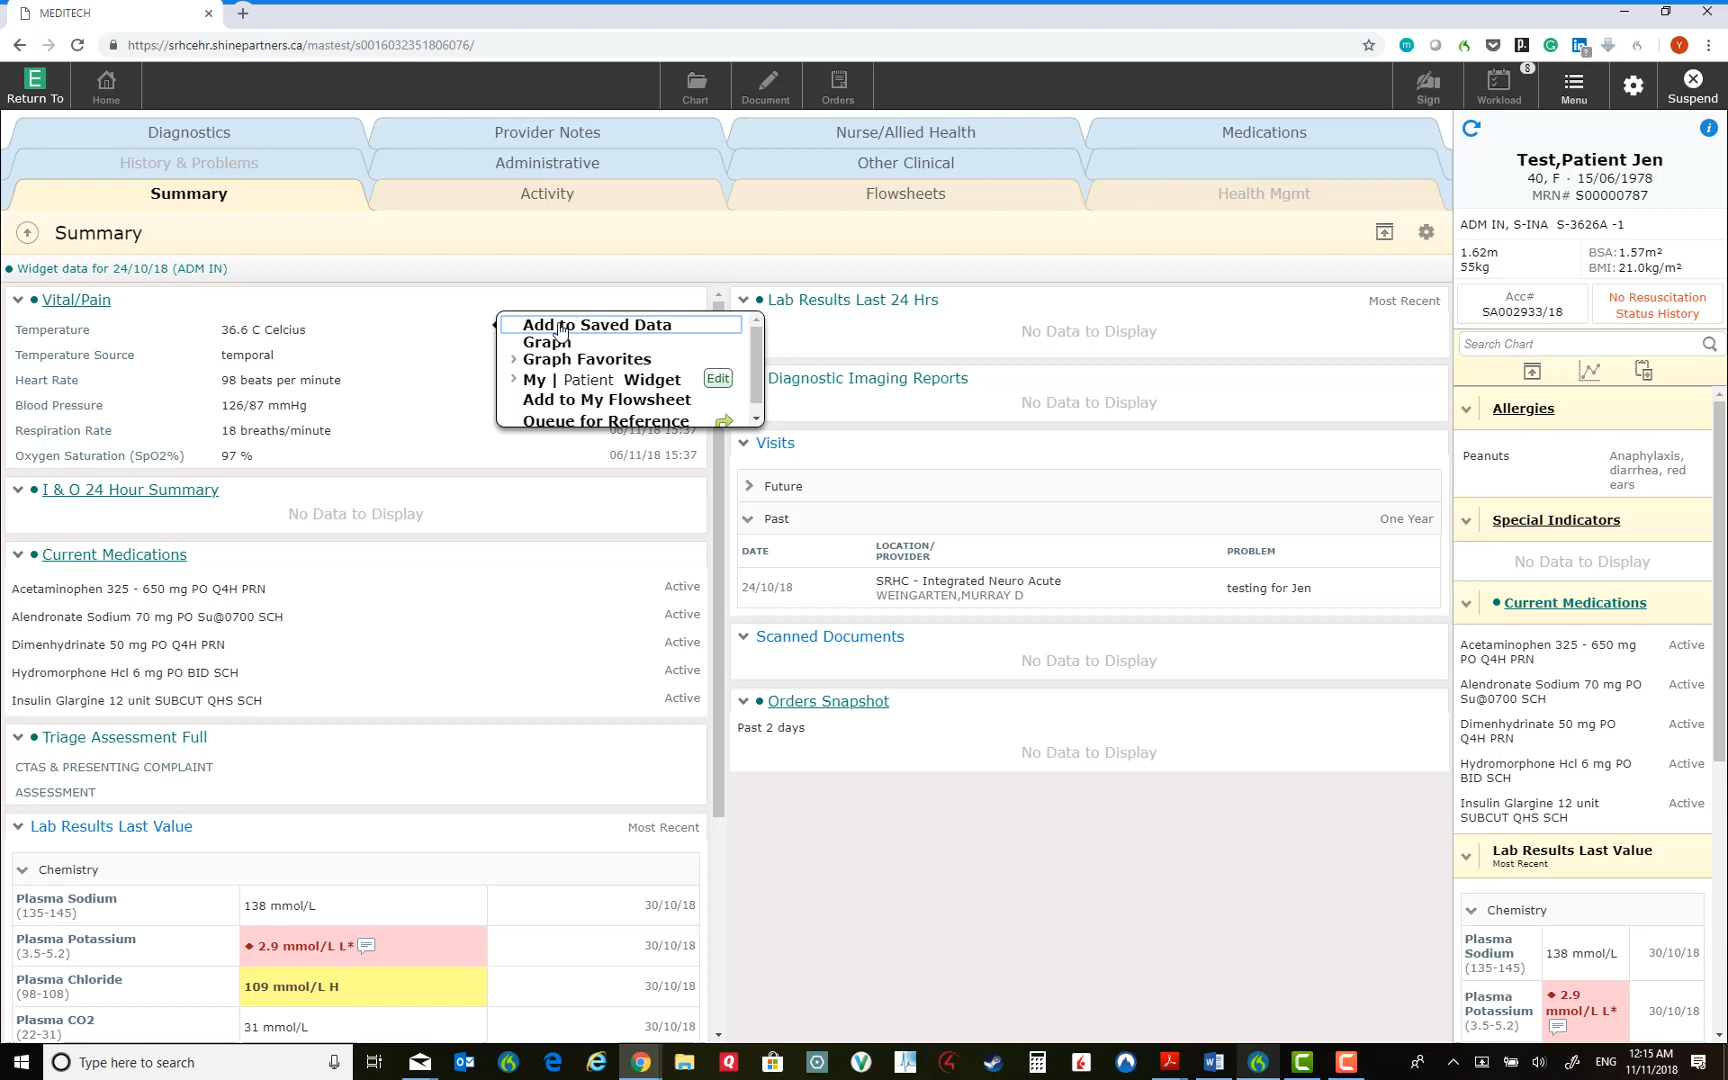 MEDITECH
https://srhcehr.shinepartners.ca/mastest/s0016032351806076/
E
Return To
Home
Chart
Document
Orders
Sign
8
Workload
Menu
Suspend
Diagnostics
Provider Notes
Nurse/Allied Health
Medications
History & Problems
Administrative
Other Clinical
Summary
Activity
Flowsheets
Health Mgmt
Summary
Widget data for 24/10/18 (ADM IN)
Vital/Pain
Temperature 36.6 C Celcius
Temperature Source temporal
Heart Rate 98 beats per minute
Blood Pressure 126/87 mmHg
Respiration Rate 18 breaths/minute 06/11/18 15:37
Oxygen Saturation (SpO2%) 97 % 06/11/18 15:37
Add to Saved Data
Graph
Graph Favorites
My | Patient Widget Edit
Add to My Flowsheet
Queue for Reference
I & O 24 Hour Summary
No Data to Display
Current Medications
Acetaminophen 325 - 650 mg PO Q4H PRN Active
Alendronate Sodium 70 mg PO Su@0700 SCH Active
Dimenhydrinate 50 mg PO Q4H PRN Active
Hydromorphone Hcl 6 mg PO BID SCH Active
Insulin Glargine 12 unit SUBCUT QHS SCH Active
Triage Assessment Full
CTAS & PRESENTING COMPLAINT
ASSESSMENT
Lab Results Last Value Most Recent
Chemistry
Plasma Sodium
(135-145)
138 mmol/L 30/10/18
Plasma Potassium
(3.5-5.2)
2.9 mmol/L L* 30/10/18
Plasma Chloride
(98-108)
109 mmol/L H 30/10/18
Plasma CO2
(22-31)
31 mmol/L 30/10/18
Lab Results Last 24 Hrs Most Recent
No Data to Display
Diagnostic Imaging Reports
No Data to Display
Visits
Future
Past One Year
DATE LOCATION/ PROBLEM
PROVIDER
24/10/18 SRHC - Integrated Neuro Acute testing for Jen
WEINGARTEN,MURRAY D
Scanned Documents
No Data to Display
Orders Snapshot
Past 2 days
No Data to Display
Test,Patient Jen
40, F · 15/06/1978
MRN# S00000787
ADM IN, S-INA S-3626A -1
1.62m BSA: 1.57m²
55kg BMI: 21.0kg/m²
Acc#
SA002933/18
No Resuscitation
Status History
Search Chart
Allergies
Peanuts Anaphylaxis,
diarrhea, red
ears
Special Indicators
No Data to Display
Current Medications
Acetaminophen 325 - 650 mg Active
PO Q4H PRN
Alendronate Sodium 70 mg PO Active
Su@0700 SCH
Dimenhydrinate 50 mg PO Active
Q4H PRN
Hydromorphone Hcl 6 mg PO Active
BID SCH
Insulin Glargine 12 unit Active
SUBCUT QHS SCH
Lab Results Last Value
Most Recent
Chemistry
Plasma
Sodium
(135-145)
138 mmol/L 30/10/18
Plasma
Potassium
(3.5-5.2)
2.9
mmol/L L*
30/10/18
Type here to search
ENG
12:15 AM
11/11/2018